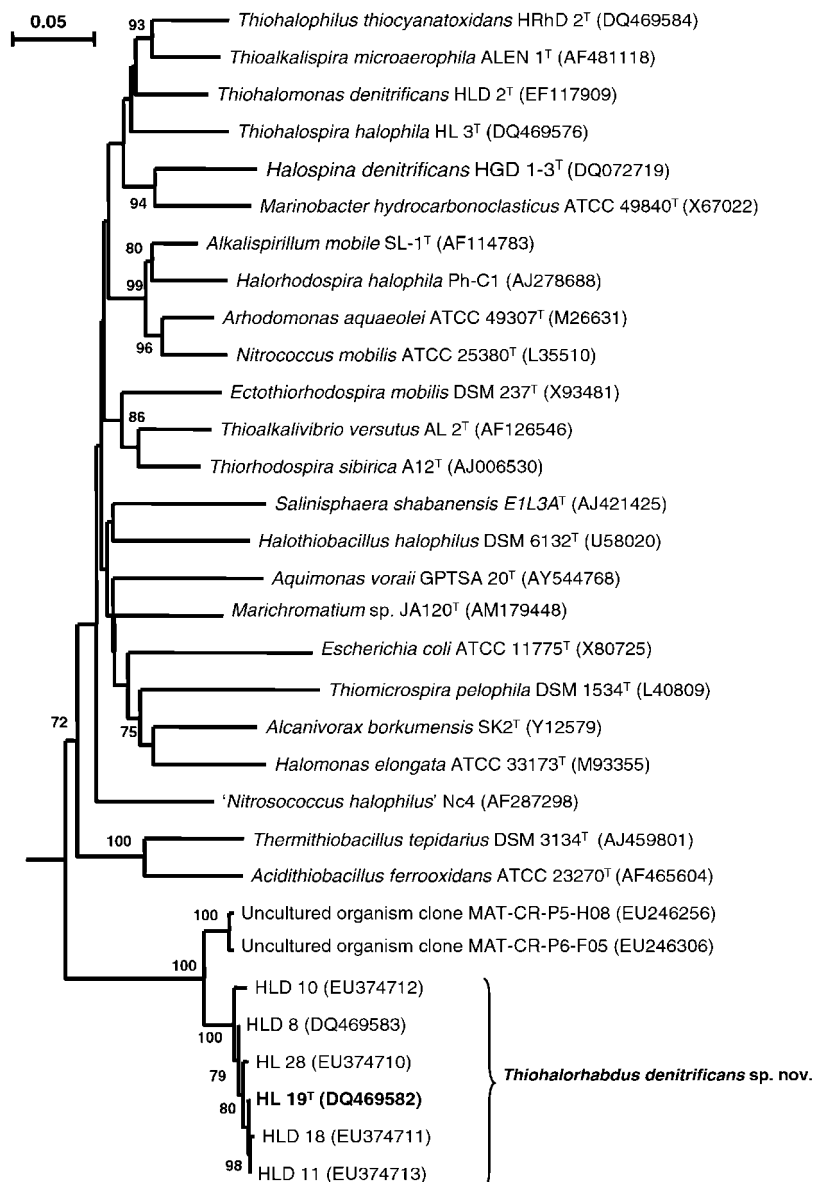 0.05
93
Thiohalophilus thiocyanatoxidans HRhD 2ᵀ (DQ469584)
Thioalkalispira microaerophila ALEN 1ᵀ (AF481118)
Thiohalomonas denitrificans HLD 2ᵀ (EF117909)
Thiohalospira halophila HL 3ᵀ (DQ469576)
Halospina denitrificans HGD 1-3ᵀ (DQ072719)
94
Marinobacter hydrocarbonoclasticus ATCC 49840ᵀ (X67022)
80
Alkalispirillum mobile SL-1ᵀ (AF114783)
99
Halorhodospira halophila Ph-C1 (AJ278688)
Arhodomonas aquaeolei ATCC 49307ᵀ (M26631)
96
Nitrococcus mobilis ATCC 25380ᵀ (L35510)
Ectothiorhodospira mobilis DSM 237ᵀ (X93481)
86
Thioalkalivibrio versutus AL 2ᵀ (AF126546)
Thiorhodospira sibirica A12ᵀ (AJ006530)
Salinisphaera shabanensis E1L3Aᵀ (AJ421425)
Halothiobacillus halophilus DSM 6132ᵀ (U58020)
Aquimonas voraii GPTSA 20ᵀ (AY544768)
Marichromatium sp. JA120ᵀ (AM179448)
Escherichia coli ATCC 11775ᵀ (X80725)
Thiomicrospira pelophila DSM 1534ᵀ (L40809)
72
75
Alcanivorax borkumensis SK2ᵀ (Y12579)
Halomonas elongata ATCC 33173ᵀ (M93355)
'Nitrosococcus halophilus' Nc4 (AF287298)
100
Thermithiobacillus tepidarius DSM 3134ᵀ (AJ459801)
Acidithiobacillus ferrooxidans ATCC 23270ᵀ (AF465604)
100
Uncultured organism clone MAT-CR-P5-H08 (EU246256)
Uncultured organism clone MAT-CR-P6-F05 (EU246306)
100
HLD 10 (EU374712)
HLD 8 (DQ469583)
100
HL 28 (EU374710)
79
Thiohalorhabdus denitrificans sp. nov.
HL 19ᵀ (DQ469582)
80
HLD 18 (EU374711)
98
HLD 11 (EU374713)